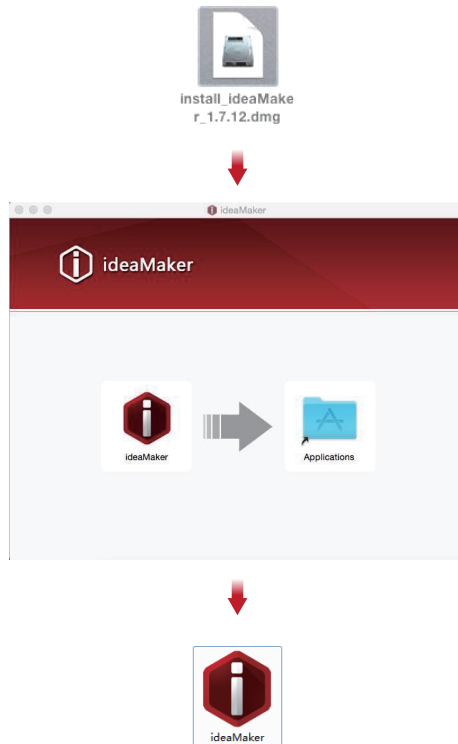 install_ideaMake
r_1.7.12.dmg
ideaMaker
ideaMaker
ideaMaker
Applications
ideaMaker